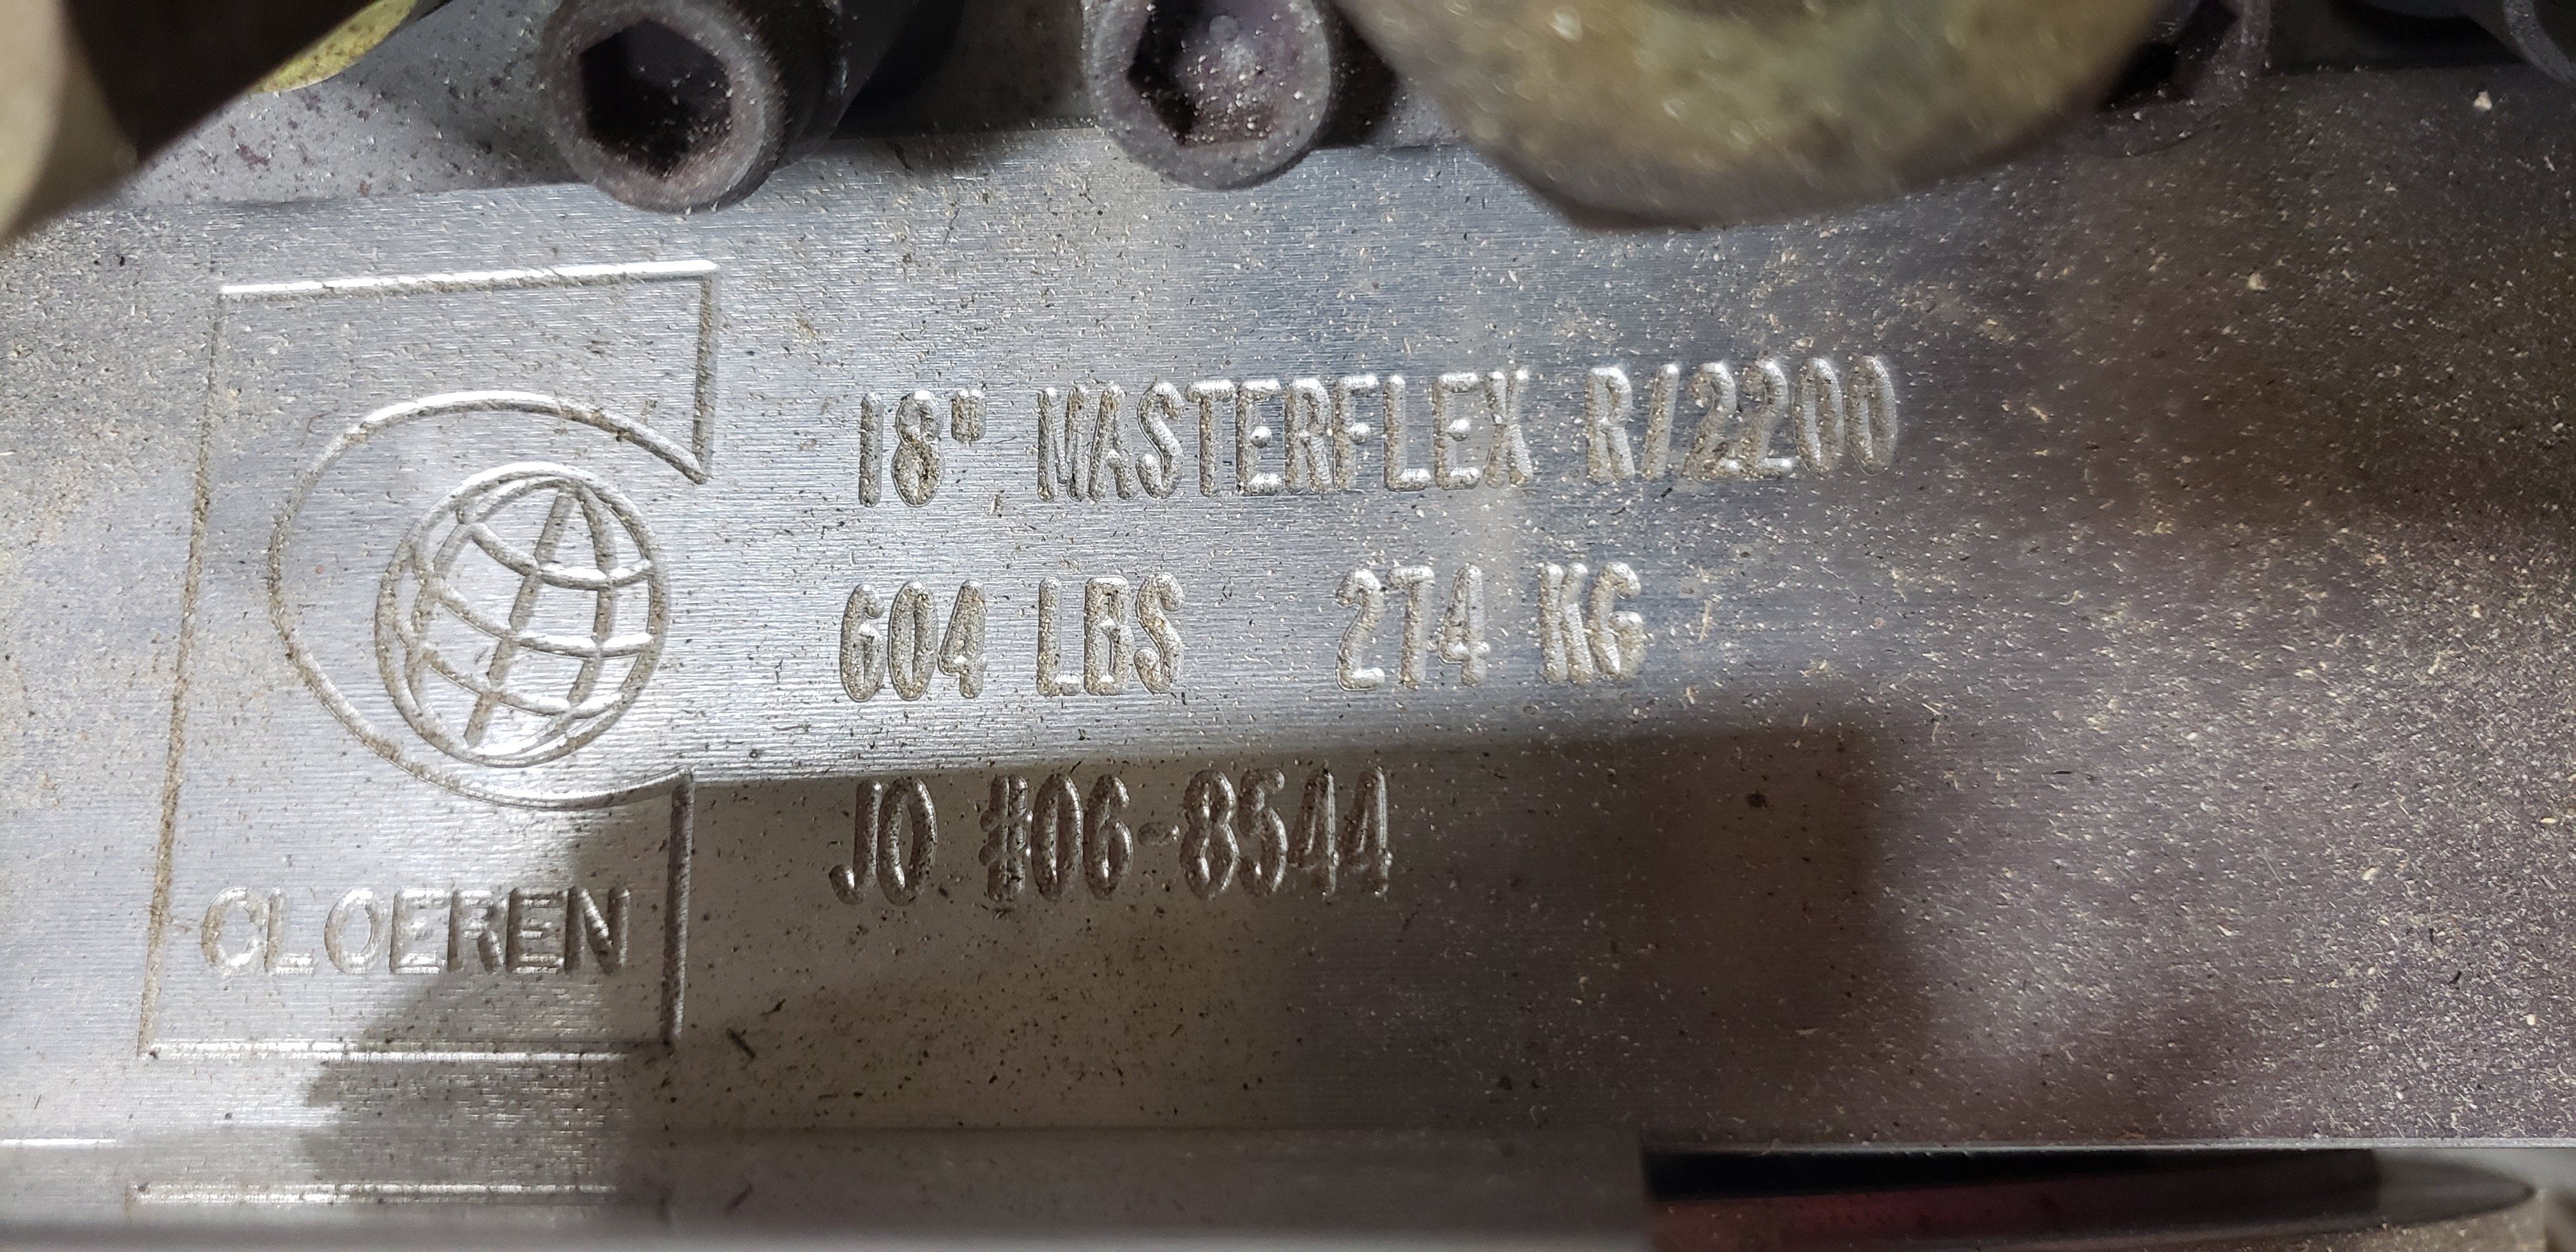 18" MASTERFLEX R/2200
604 LBS 274 KG
JO #06-8544
CLOEREN